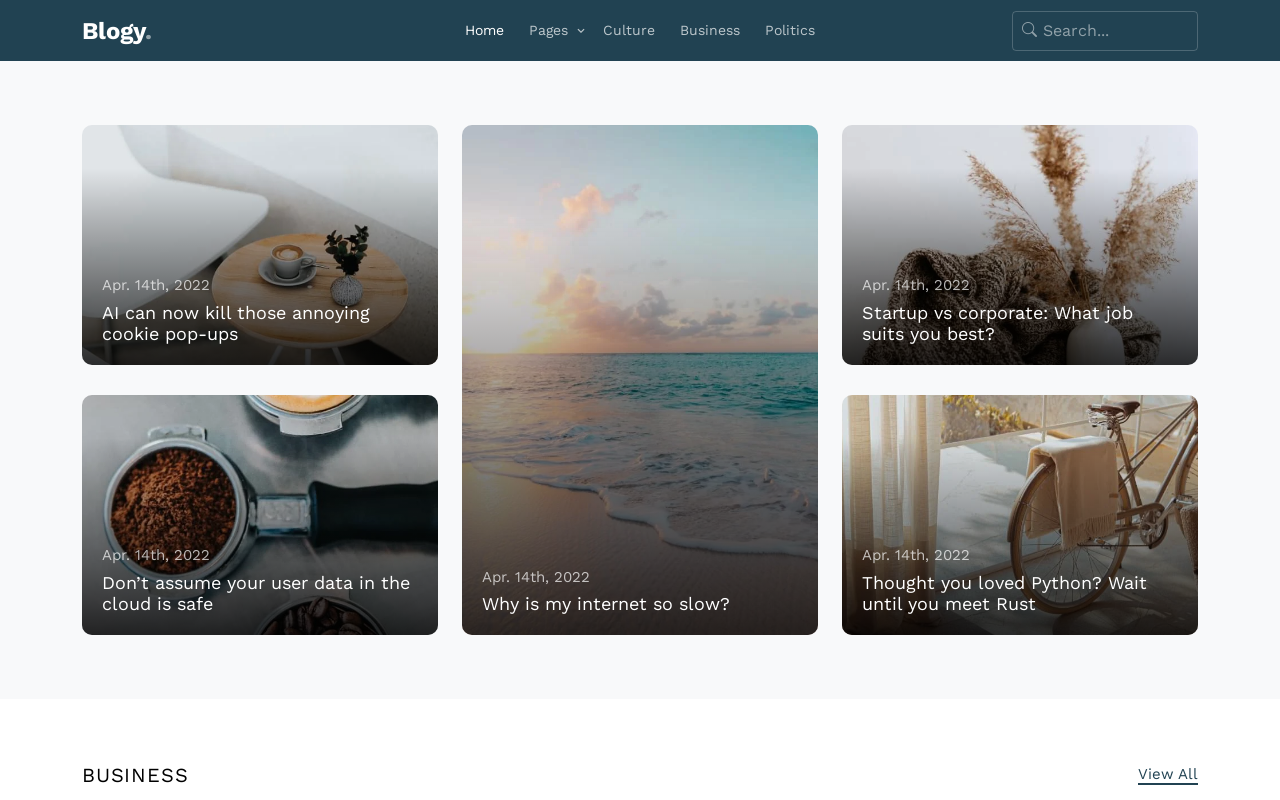 Blogy.
Home
Pages
Culture
Business
Politics
Search...
Apr. 14th, 2022
AI can now kill those annoying
cookie pop-ups
Apr. 14th, 2022
Don’t assume your user data in the
cloud is safe
Apr. 14th, 2022
Why is my internet so slow?
Apr. 14th, 2022
Startup vs corporate: What job
suits you best?
Apr. 14th, 2022
Thought you loved Python? Wait
until you meet Rust
BUSINESS
View All